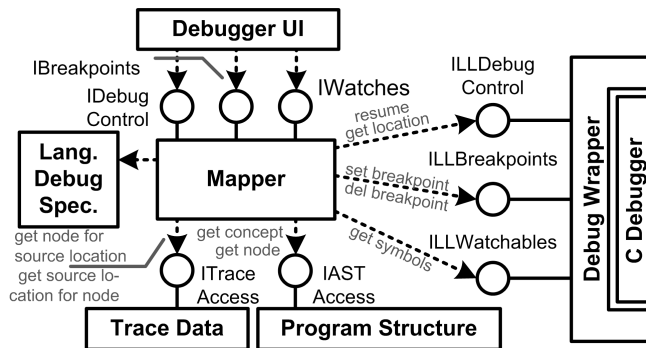 Debugger UI
IBreakpoints
IDebug
Control
IWatches
ILLDebug
Control
resume
get location
Lang.
Debug
Spec.
Mapper
set breakpoint
del breakpoint
ILLBreakpoints
Debug Wrapper
C Debugger
get node for
source location
get source lo-
cation for node
get concept
get node
get symbols
ILLWatchables
ITrace
Access
IAST
Access
Trace Data
Program Structure